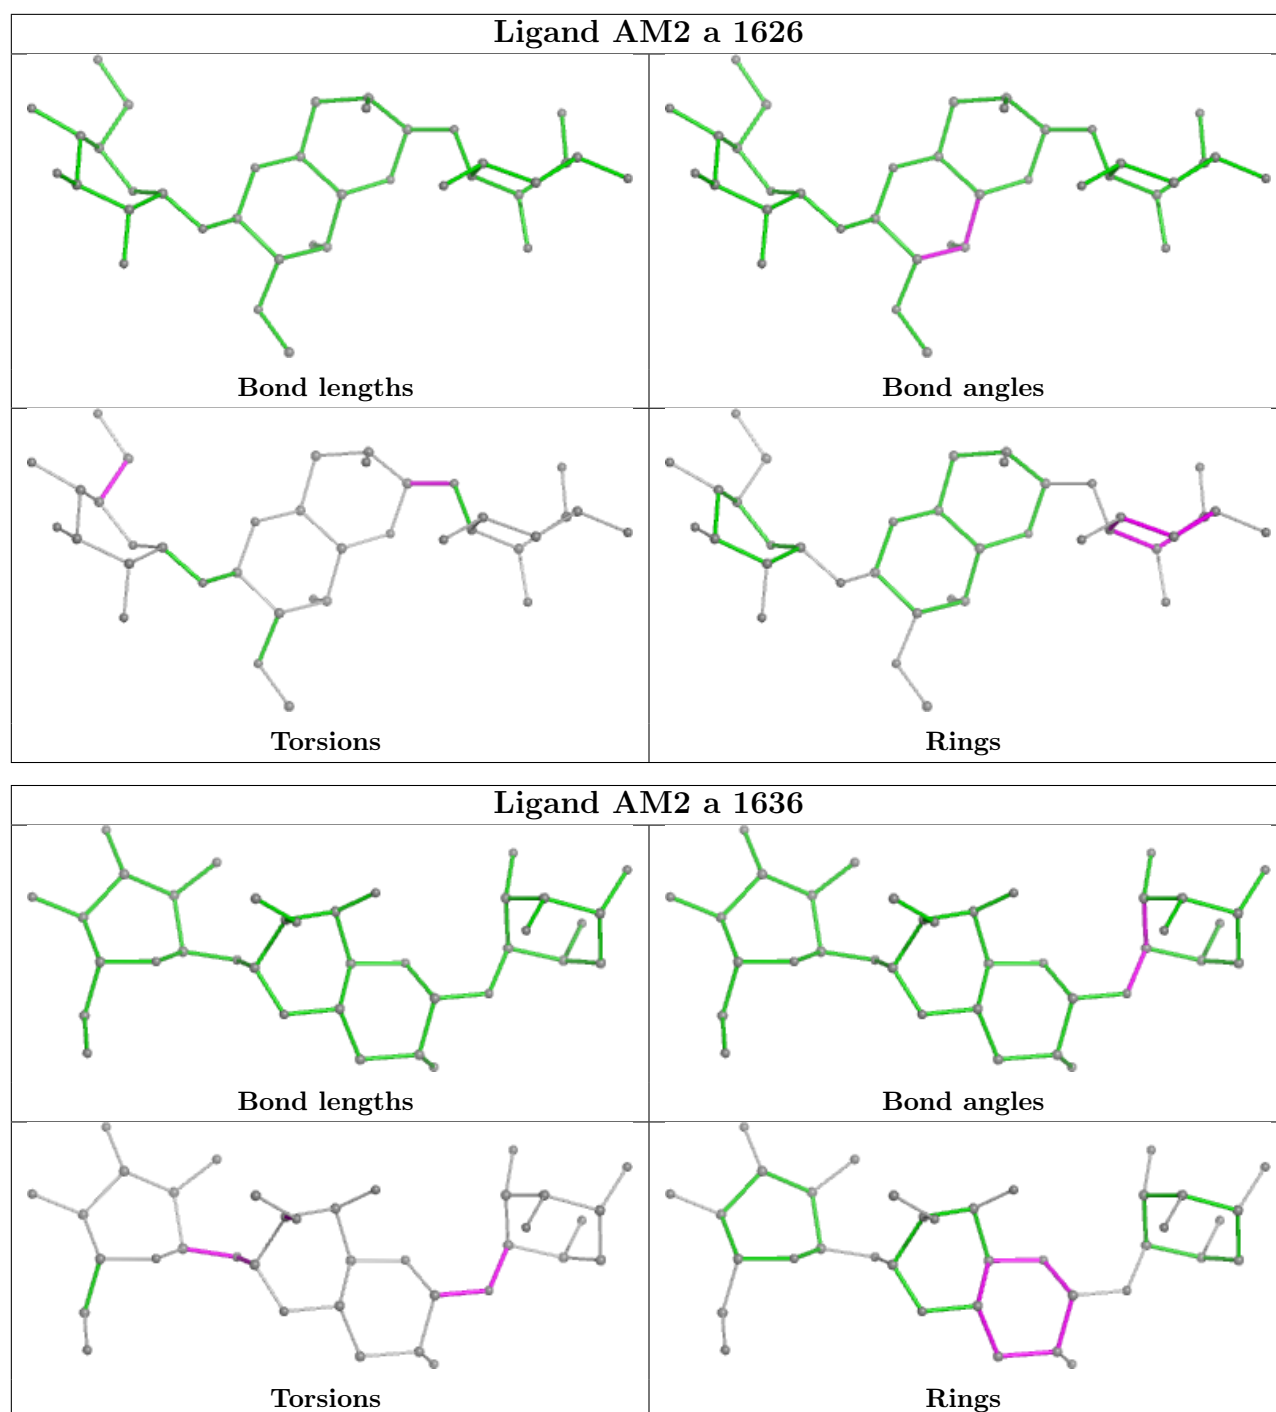 Ligand AM2 a 1626
Bond lengths
Bond angles
Torsions
Rings
Ligand AM2 a 1636
Bond lengths
Bond angles
Torsions
Rings